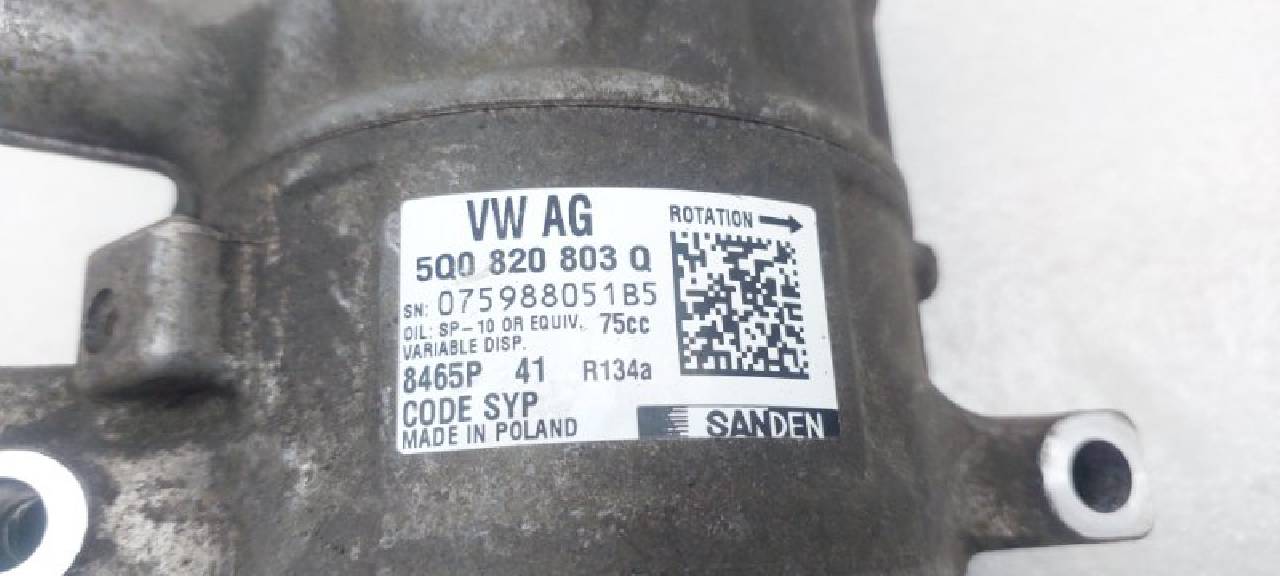 VW AG
ROTATION
5Q0 820 803 Q
SN: 075988051B5
OIL: SP-10 OR EQUIV. 75cc
VARIABLE DISP.
8465P 41 R134a
CODE SYP
MADE IN POLAND
SANDEN